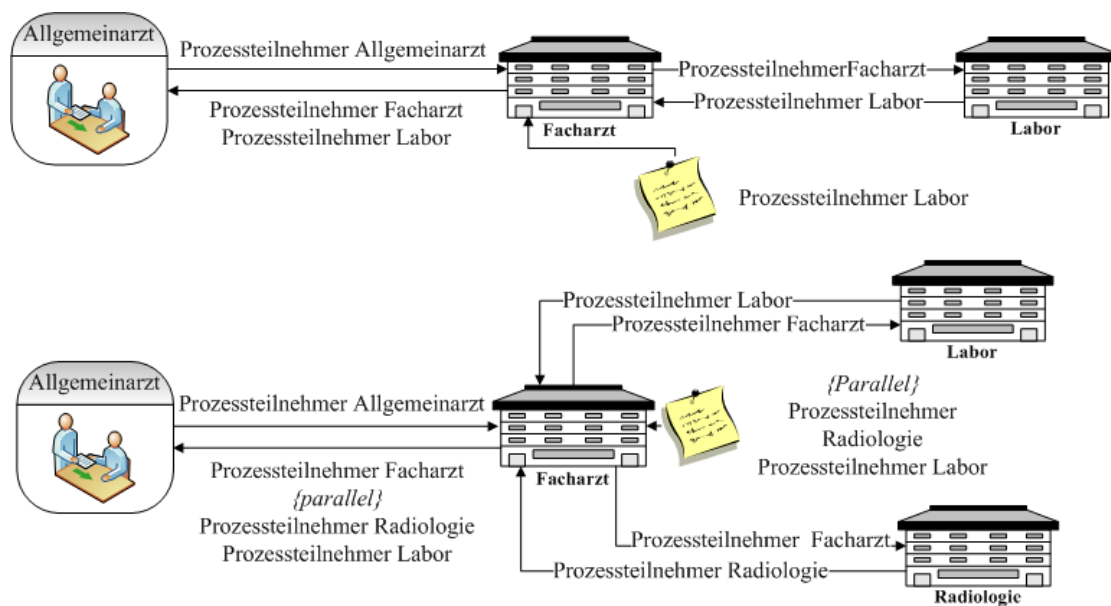 Allgemeinarzt
Prozessteilnehmer Allgemeinarzt
Prozessteilnehmer Facharzt
Prozessteilnehmer Labor
Facharzt
ProzessteilnehmerFacharzt
Prozessteilnehmer Labor
Labor
Prozessteilnehmer Labor
Prozessteilnehmer Labor
Prozessteilnehmer Facharzt
Labor
Allgemeinarzt
Prozessteilnehmer Allgemeinarzt
Prozessteilnehmer Facharzt
{parallel}
Prozessteilnehmer Radiologie
Prozessteilnehmer Labor
Facharzt
{Parallel}
Prozessteilnehmer
Radiologie
Prozessteilnehmer Labor
Prozessteilnehmer Facharzt
Prozessteilnehmer Radiologie
Radiologie